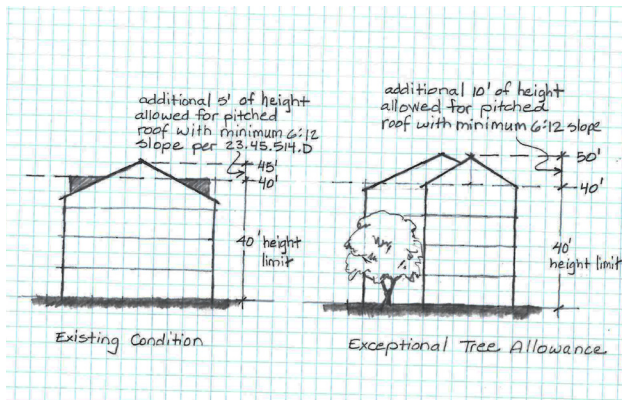 additional 5' of height
allowed for pitched
roof with minimum 6:12
slope per 23.45.514.D
45'
40'
40' height
limit
Existing Condition
additional 10' of height
allowed for pitched
roof with minimum 6:12 slope
50'
40'
40'
height limit
Exceptional Tree Allowance